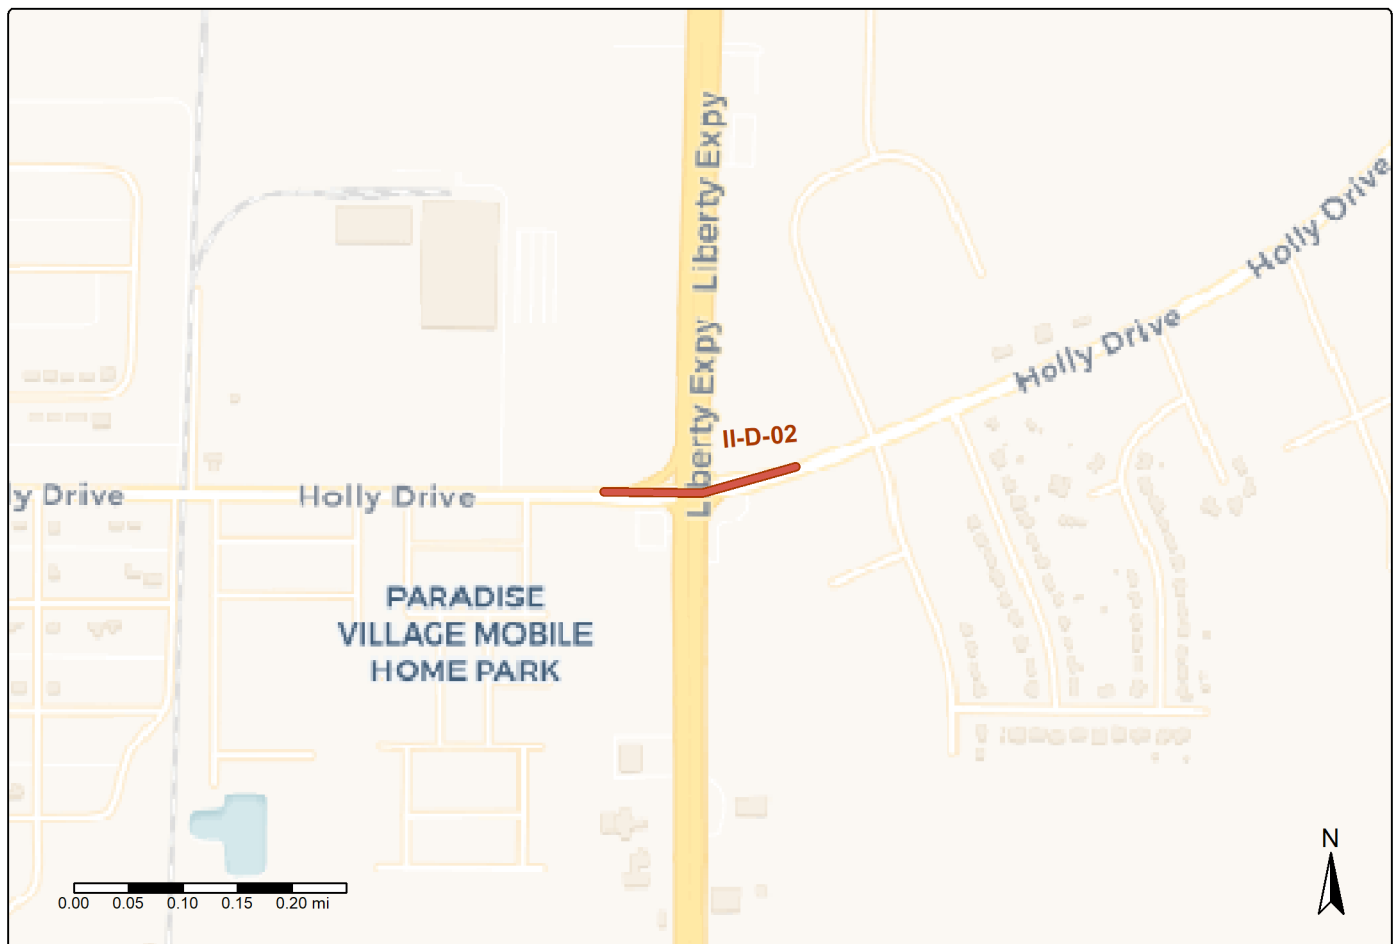 Liberty Expy
Liberty Expy
Holly Drive
Holly Drive
II-D-02
y Drive
Holly Drive
PARADISE
VILLAGE MOBILE
HOME PARK
N
0.00 0.05 0.10 0.15 0.20 mi